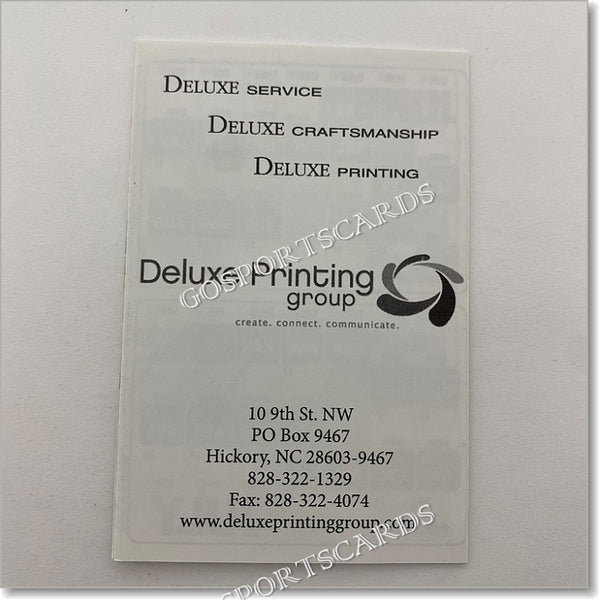 DELUXE SERVICE
DELUXE CRAFTSMANSHIP
DELUXE PRINTING
GOSPORTSCARDS
Deluxe Printing
group
create. connect. communicate.
10 9th St. NW
PO Box 9467
Hickory, NC 28603-9467
828-322-1329
Fax: 828-322-4074
www.deluxeprintinggroup.com
GOSPORTSCARDS